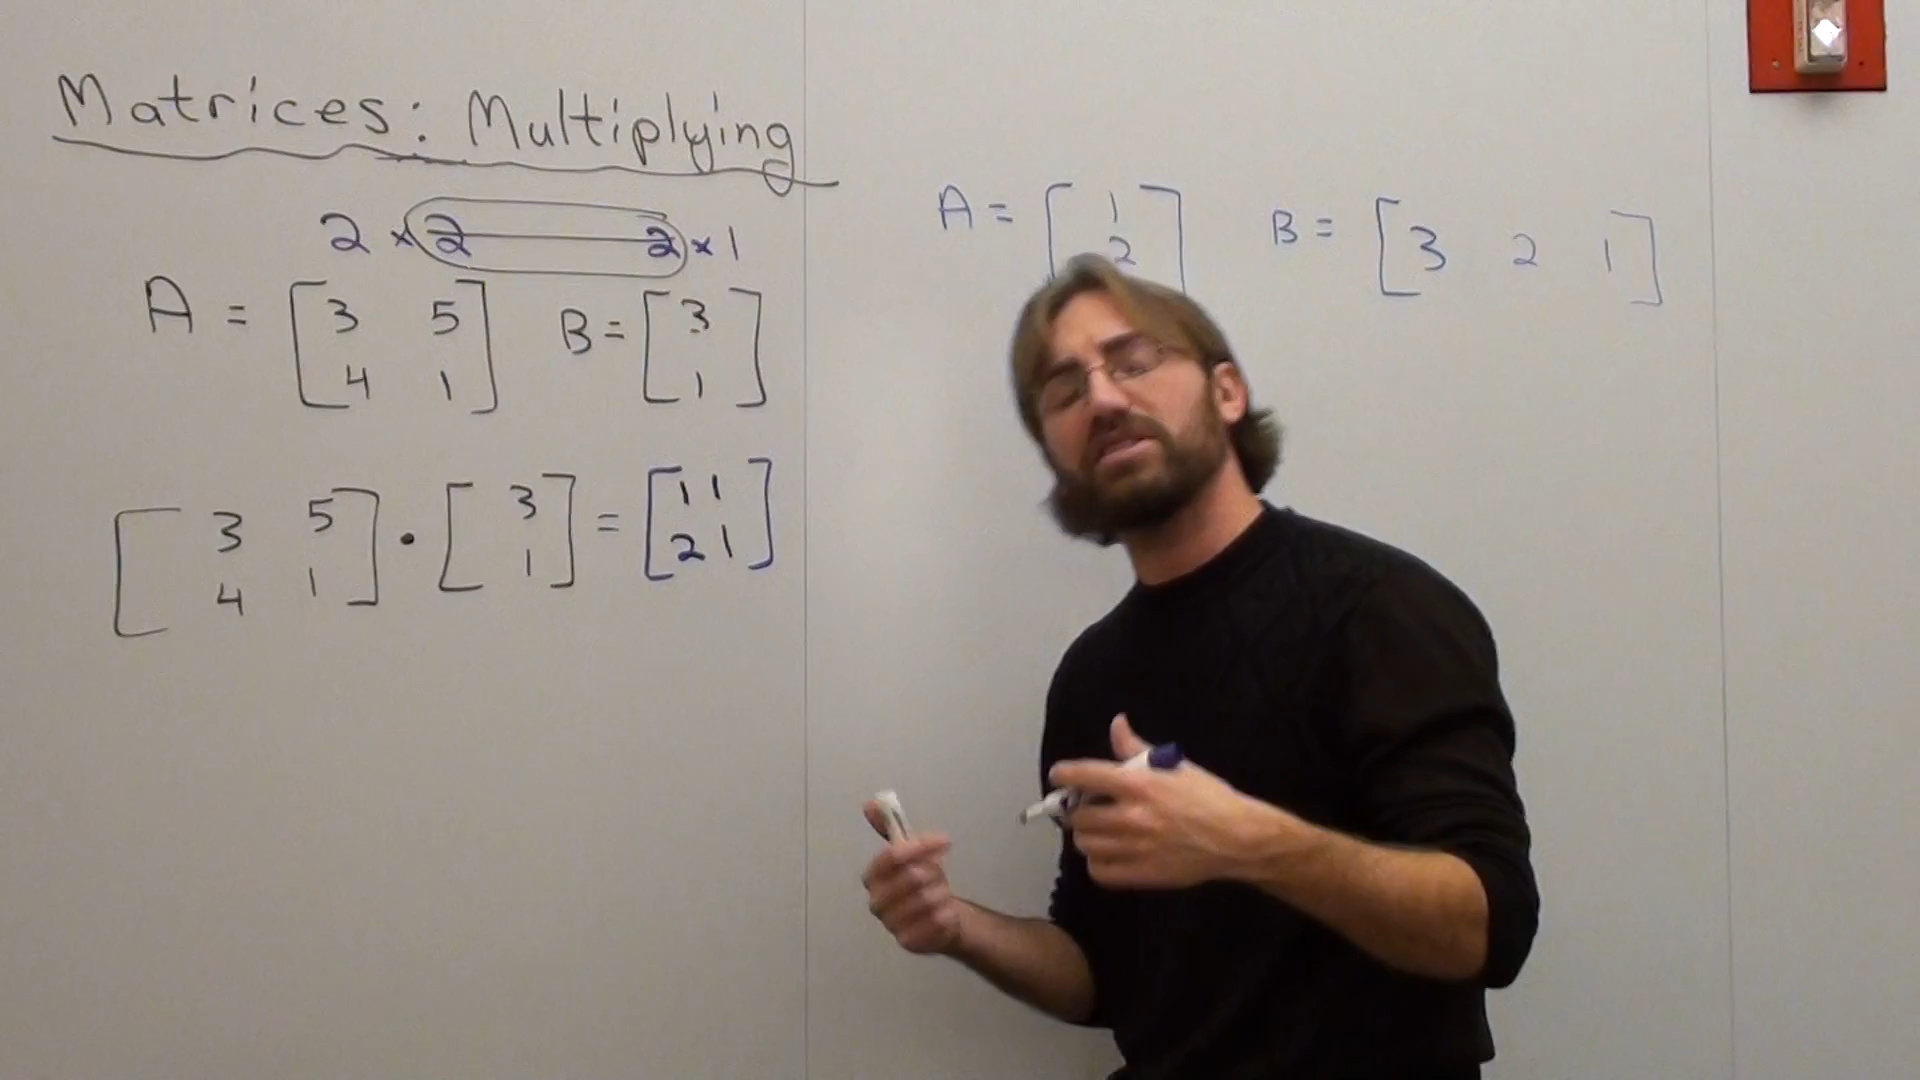 Matrices: Multiplying
2 × 2 2 × 1
A = [ 3 5
4 1 ]
B = [ 3
1 ]
[ 3 5
4 1 ] • [ 3
1 ] = [ 11
21 ]
A = [ 1
2 ]
B = [ 3 2 1 ]